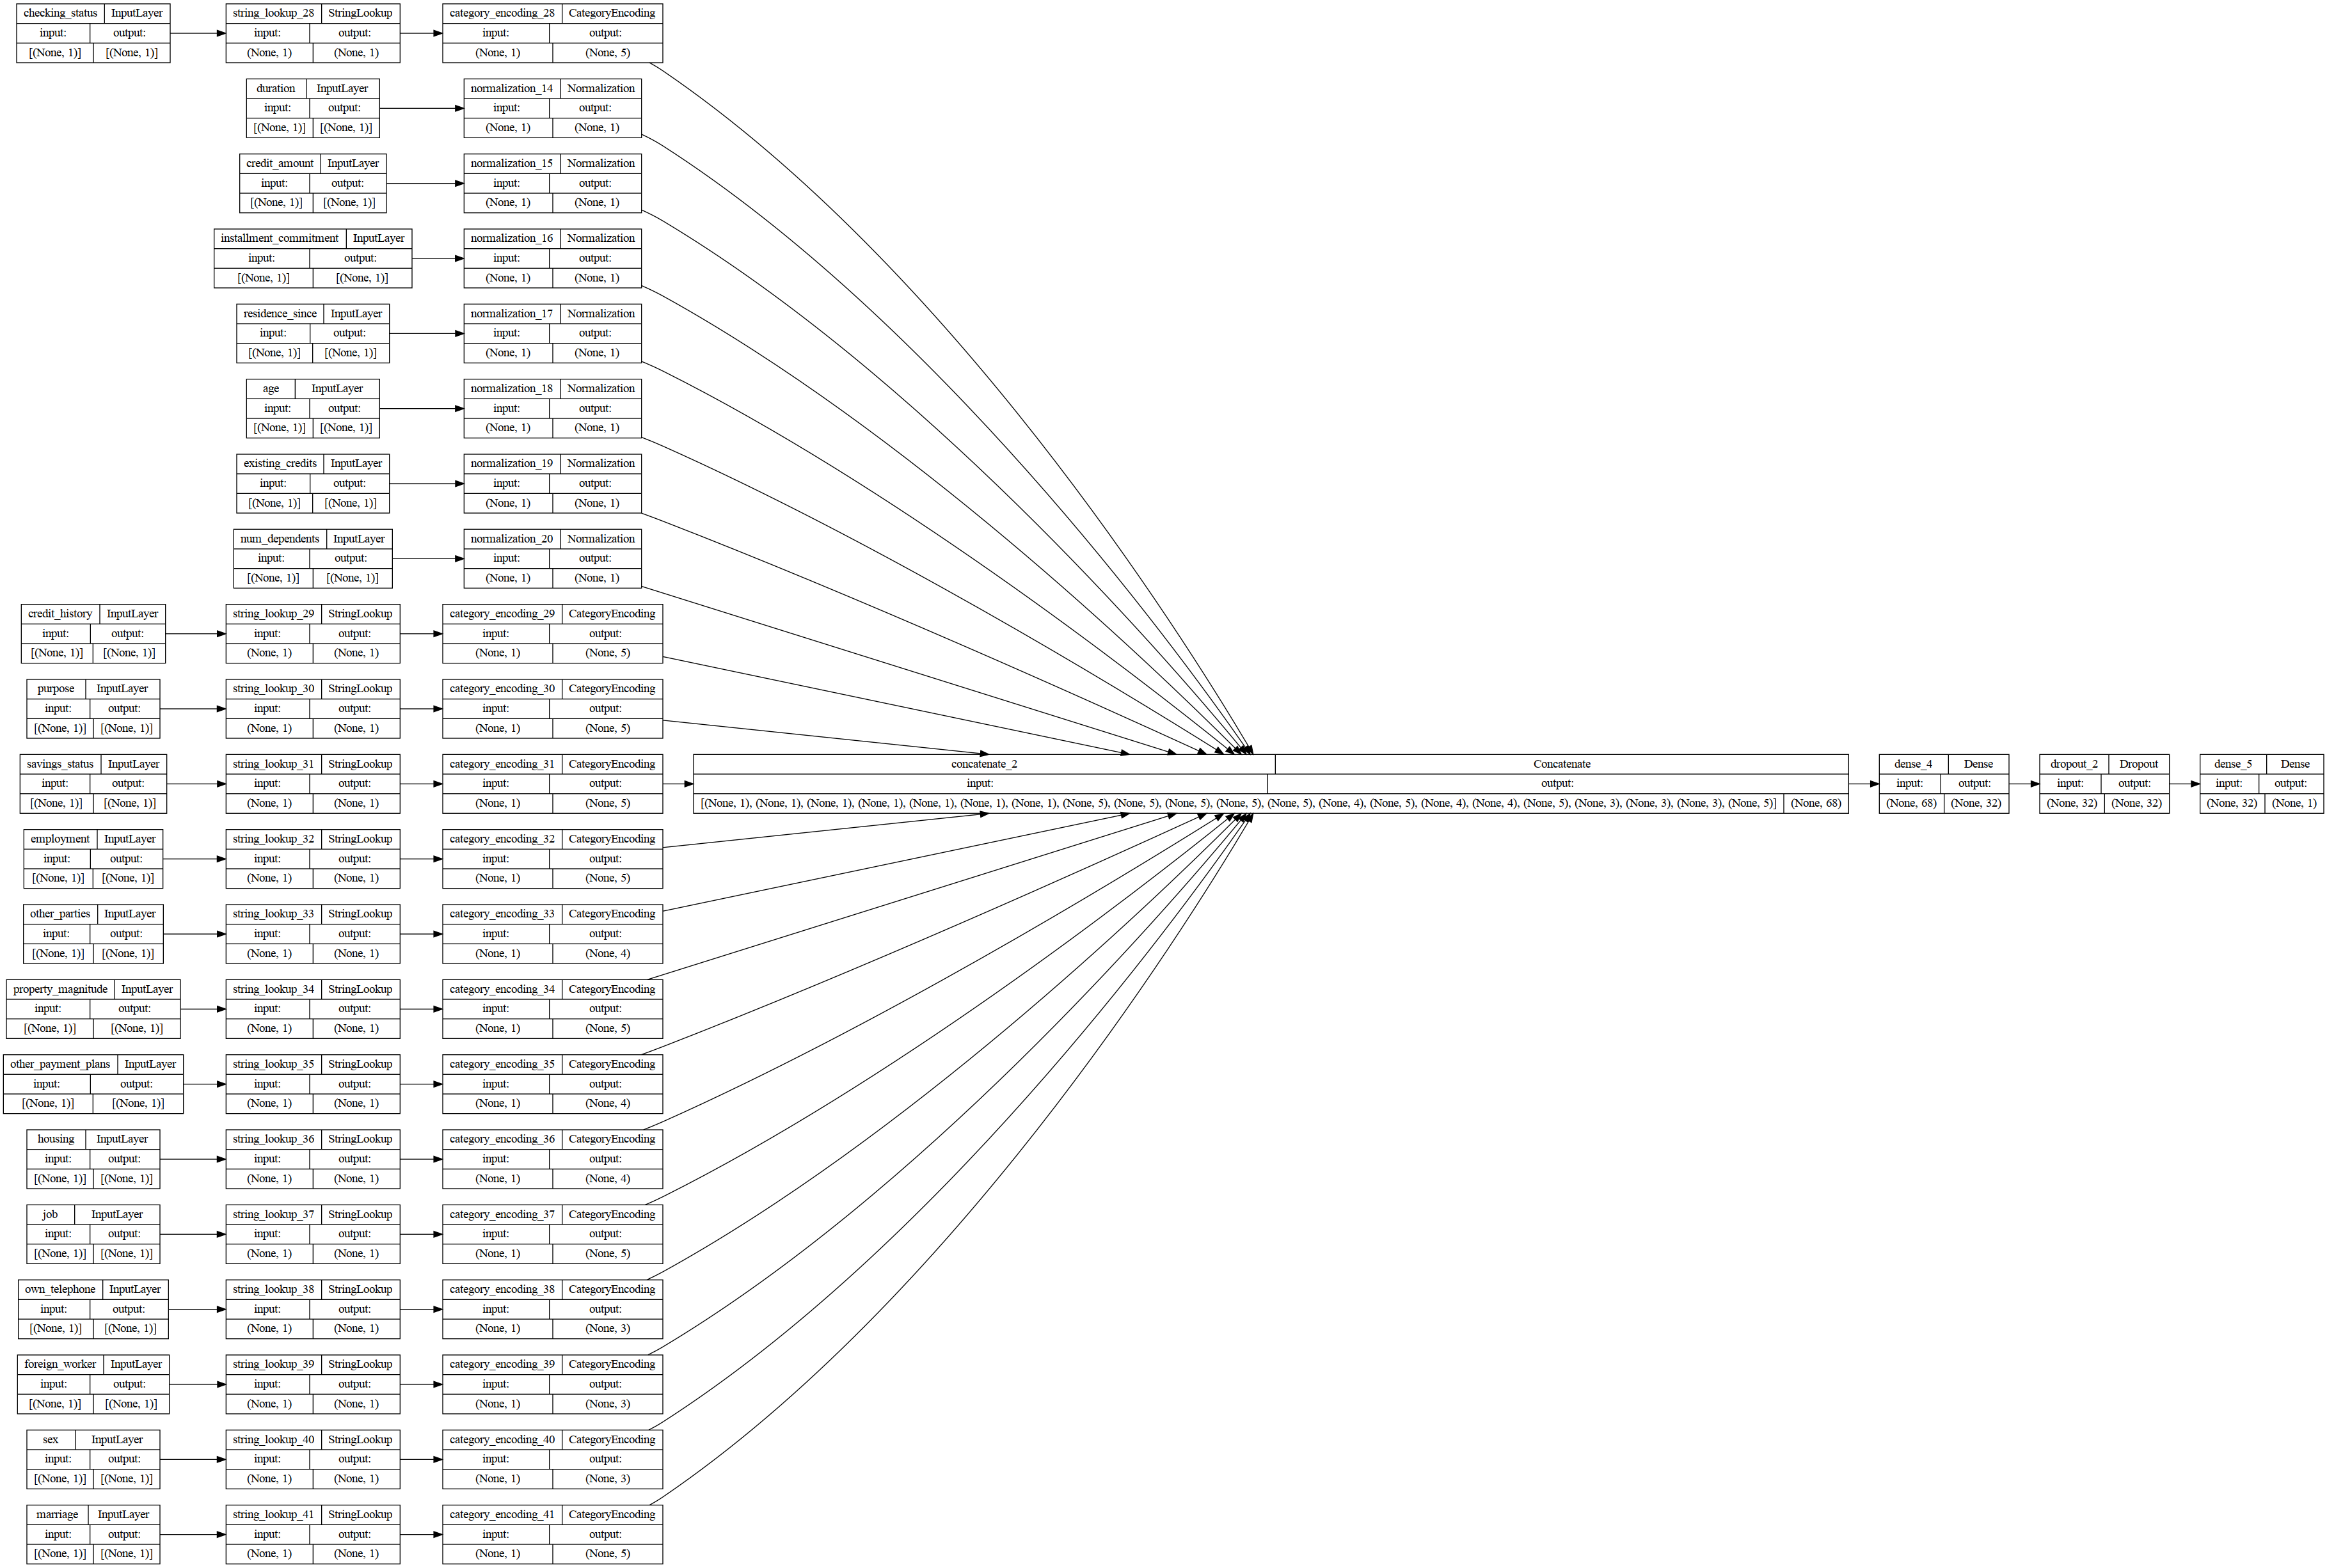 checking_status InputLayer string_lookup_28 StringLookup category_encoding_28 CategoryEncoding
input: output: input: output: input: output:
[(None, 1)] [(None, 1)] (None, 1) (None, 1) (None, 1) (None, 5)
duration InputLayer normalization_14 Normalization
input: output: input: output:
[(None, 1)] [(None, 1)] (None, 1) (None, 1)
credit_amount InputLayer normalization_15 Normalization
input: output: input: output:
[(None, 1)] [(None, 1)] (None, 1) (None, 1)
installment_commitment InputLayer normalization_16 Normalization
input: output: input: output:
[(None, 1)] [(None, 1)] (None, 1) (None, 1)
residence_since InputLayer normalization_17 Normalization
input: output: input: output:
[(None, 1)] [(None, 1)] (None, 1) (None, 1)
age InputLayer normalization_18 Normalization
input: output: input: output:
[(None, 1)] [(None, 1)] (None, 1) (None, 1)
existing_credits InputLayer normalization_19 Normalization
input: output: input: output:
[(None, 1)] [(None, 1)] (None, 1) (None, 1)
num_dependents InputLayer normalization_20 Normalization
input: output: input: output:
[(None, 1)] [(None, 1)] (None, 1) (None, 1)
credit_history InputLayer string_lookup_29 StringLookup category_encoding_29 CategoryEncoding
input: output: input: output: input: output:
[(None, 1)] [(None, 1)] (None, 1) (None, 1) (None, 1) (None, 5)
purpose InputLayer string_lookup_30 StringLookup category_encoding_30 CategoryEncoding
input: output: input: output: input: output:
[(None, 1)] [(None, 1)] (None, 1) (None, 1) (None, 1) (None, 5)
savings_status InputLayer string_lookup_31 StringLookup category_encoding_31 CategoryEncoding concatenate_2 Concatenate dense_4 Dense dropout_2 Dropout dense_5 Dense
input: output: input: output: input: output: input: output: input: output: input: output: input: output:
[(None, 1)] [(None, 1)] (None, 1) (None, 1) (None, 1) (None, 5) [(None, 1), (None, 1), (None, 1), (None, 1), (None, 1), (None, 1), (None, 1), (None, 5), (None, 5), (None, 5), (None, 5), (None, 5), (None, 4), (None, 5), (None, 4), (None, 4), (None, 5), (None, 3), (None, 3), (None, 3), (None, 5)] (None, 68) (None, 68) (None, 32) (None, 32) (None, 32) (None, 32) (None, 1)
employment InputLayer string_lookup_32 StringLookup category_encoding_32 CategoryEncoding
input: output: input: output: input: output:
[(None, 1)] [(None, 1)] (None, 1) (None, 1) (None, 1) (None, 5)
other_parties InputLayer string_lookup_33 StringLookup category_encoding_33 CategoryEncoding
input: output: input: output: input: output:
[(None, 1)] [(None, 1)] (None, 1) (None, 1) (None, 1) (None, 4)
property_magnitude InputLayer string_lookup_34 StringLookup category_encoding_34 CategoryEncoding
input: output: input: output: input: output:
[(None, 1)] [(None, 1)] (None, 1) (None, 1) (None, 1) (None, 5)
other_payment_plans InputLayer string_lookup_35 StringLookup category_encoding_35 CategoryEncoding
input: output: input: output: input: output:
[(None, 1)] [(None, 1)] (None, 1) (None, 1) (None, 1) (None, 4)
housing InputLayer string_lookup_36 StringLookup category_encoding_36 CategoryEncoding
input: output: input: output: input: output:
[(None, 1)] [(None, 1)] (None, 1) (None, 1) (None, 1) (None, 4)
job InputLayer string_lookup_37 StringLookup category_encoding_37 CategoryEncoding
input: output: input: output: input: output:
[(None, 1)] [(None, 1)] (None, 1) (None, 1) (None, 1) (None, 5)
own_telephone InputLayer string_lookup_38 StringLookup category_encoding_38 CategoryEncoding
input: output: input: output: input: output:
[(None, 1)] [(None, 1)] (None, 1) (None, 1) (None, 1) (None, 3)
foreign_worker InputLayer string_lookup_39 StringLookup category_encoding_39 CategoryEncoding
input: output: input: output: input: output:
[(None, 1)] [(None, 1)] (None, 1) (None, 1) (None, 1) (None, 3)
sex InputLayer string_lookup_40 StringLookup category_encoding_40 CategoryEncoding
input: output: input: output: input: output:
[(None, 1)] [(None, 1)] (None, 1) (None, 1) (None, 1) (None, 3)
marriage InputLayer string_lookup_41 StringLookup category_encoding_41 CategoryEncoding
input: output: input: output: input: output:
[(None, 1)] [(None, 1)] (None, 1) (None, 1) (None, 1) (None, 5)